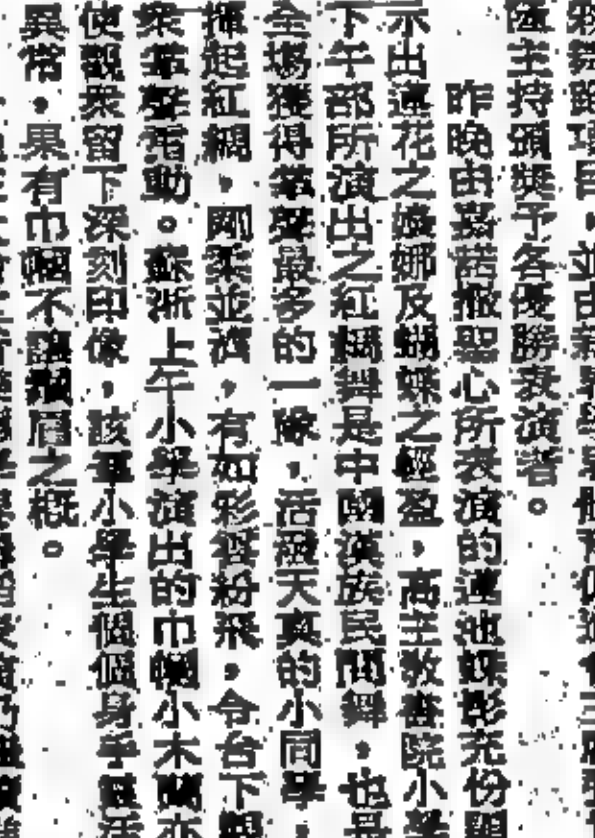 主持頒獎予各優勝表演者。
昨晚由嘉諾撒聖心所表演的蓮池蝶影充份顯
示出蓮花之婀娜及蝴蝶之輕盈,高主教書院小學
下午部所演出之紅綢舞是中國漢族民間舞,也是
全場獲得掌聲最多的一隊,活潑天真的小同學,
揮起紅綢,剛柔並濟,有如彩雲粉飛,令台下觀
眾掌聲雷動。蘇浙上午小學演出的巾幗小木蘭亦
使觀眾留下深刻印像,該軍小學生個個身手靈活
異常,果有巾幗不讓鬚眉之概。